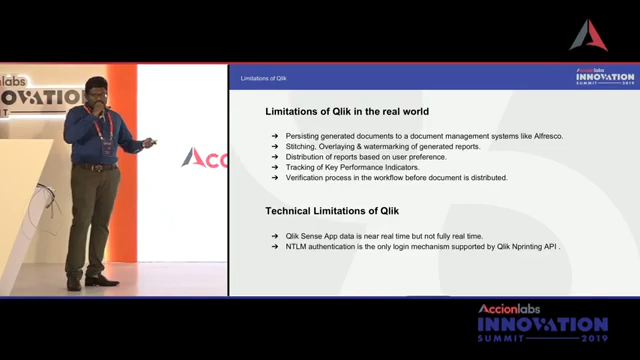 Limitations of Qlik
Accionlabs
INNOVATION
SUMMIT 2019
Limitations of Qlik in the real world
➔ Persisting generated documents to a document management systems like Alfresco.
➔ Stitching, Overlaying & watermarking of generated reports.
➔ Distribution of reports based on user preference.
➔ Tracking of Key Performance Indicators.
➔ Verification process in the workflow before document is distributed.
Technical Limitations of Qlik
➔ Qlik Sense App data is near real time but not fully real time.
➔ NTLM authentication is the only login mechanism supported by Qlik Nprinting API .
nlabs
NOVATION
MMIT
Acc
Accionlabs
INNOVATION
SUMMIT 2019